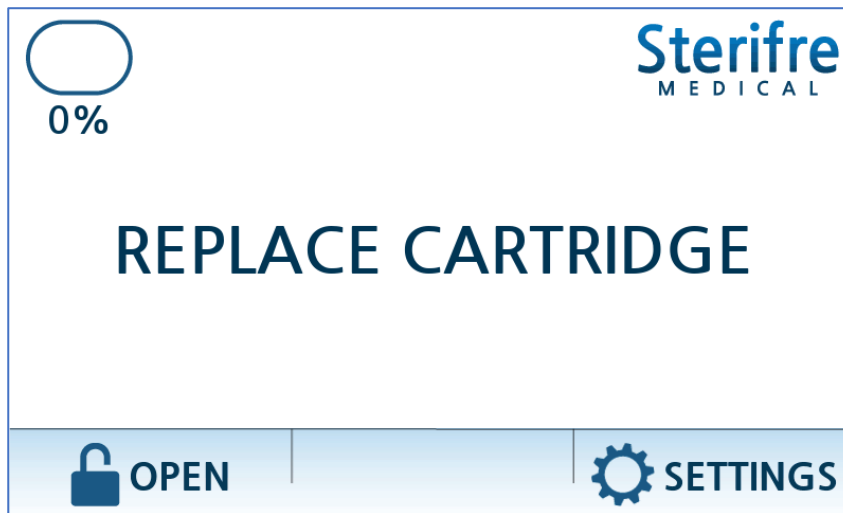 Sterifre
MEDICAL
0%
REPLACE CARTRIDGE
OPEN
SETTINGS